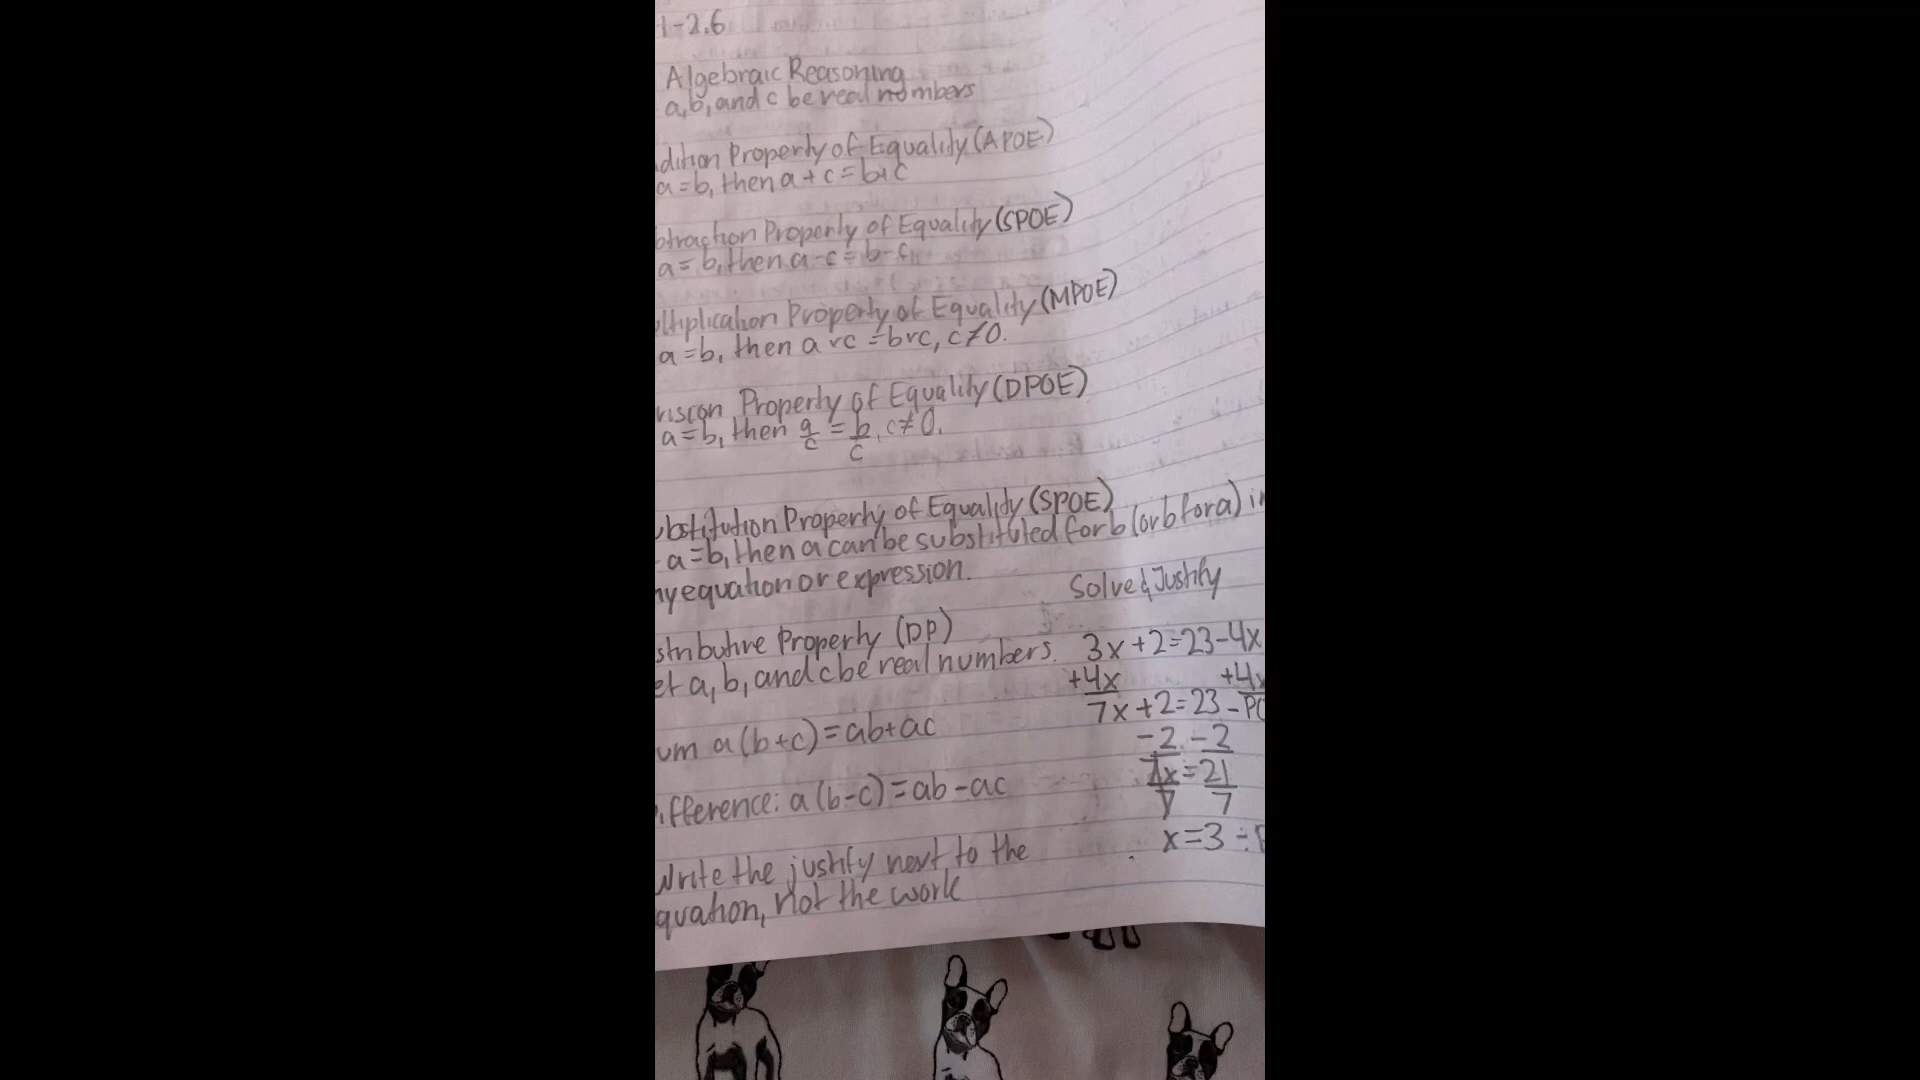 1-2.6
Algebraic Reasoning
a, b, and c be real numbers
dition Property of Equality (APOE)
a = b, then a + c = b + c
btraction Property of Equality (SPOE)
a = b, then a - c = b - c
ltiplication Property of Equality (MPOE)
a = b, then a • c = b • c, c ≠ 0.
Property of Equality (DPOE)
a = b, then a/c = b/c, c ≠ 0.
ubstitution Property of Equality (SPOE)
a = b, then a can be substituted for b (or b for a) in
ny equation or expression.
Solve & Justify
stributive Property (DP)
3x + 2 = 23 - 4x
et a, b, and c be real numbers.
+4x +4x
7x + 2 = 23 - PO
um a(b+c) = ab + ac
-2 -2
7x = 21
7 7
ifference: a(b-c) = ab - ac
x = 3 ÷ P
Write the justify next to the
quation, not the work